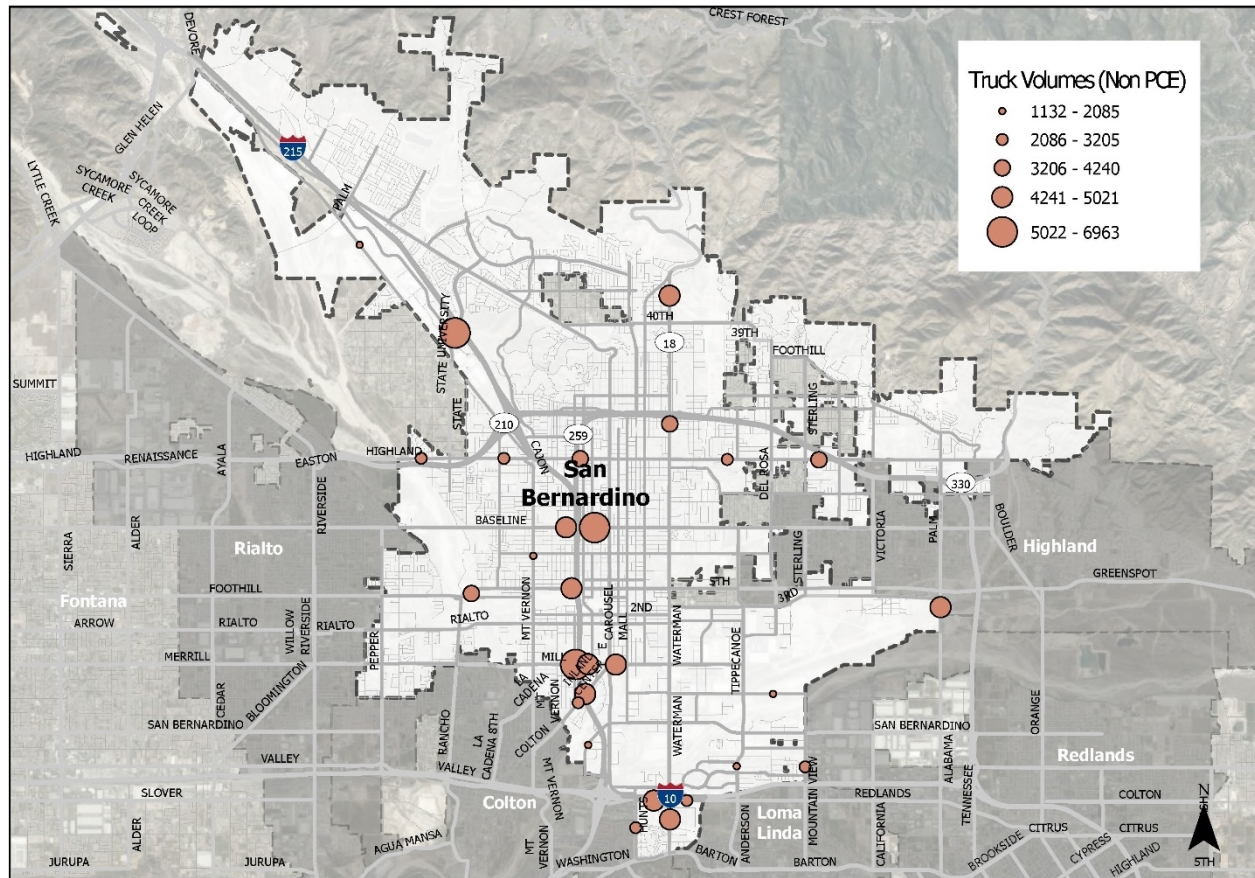 CREST FOREST
DEVORE
Truck Volumes (Non PCE)
1132 - 2085
2086 - 3205
3206 - 4240
4241 - 5021
5022 - 6963
GLEN HELEN
215
LYTLE CREEK
SYCAMORE
CREEK
SYCAMORE
CREEK
LOOP
PALM
STATE UNIVERSITY
40TH
39TH
18
FOOTHILL
SUMMIT
STATE
210
259
STERLING
HIGHLAND
RENAISSANCE
AYALA
EASTON
HIGHLAND
CAJON
DEL ROSA
330
San
Bernardino
ALDER
RIVERSIDE
BASELINE
VICTORIA
PALM
BOULDER
SIERRA
Rialto
STERLING
Highland
FOOTHILL
5TH
GREENSPOT
3RD
Fontana
ARROW
WILLOW
RIVERSIDE
RIALTO
RIALTO
RIALTO
MT VERNON
E CAROUSEL
MALL
2ND
WATERMAN
MERRILL
PEPPER
MILL
INLAND
CENTER
TIPPECANOE
CEDAR
BLOOMINGTON
LA
CADENA
MT
VERNON
SAN BERNARDINO
RANCHO
LA
CADENA 8TH
COLTON
WATERMAN
SAN BERNARDINO
ORANGE
VALLEY
VALLEY
MT VERNON
MOUNTAIN VIEW
ALABAMA
TENNESSEE
Redlands
SLOVER
Colton
10
HUNTS
Loma
Linda
REDLANDS
COLTON
ALDER
AGUA MANSA
MT
VERNON
ANDERSON
CALIFORNIA
CITRUS
CITRUS
N
JURUPA
JURUPA
WASHINGTON
BARTON
BARTON
BROOKSIDE
CYPRESS
HIGHLAND
5TH